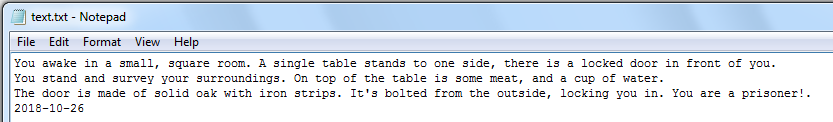 text.txt - Notepad
File Edit Format View Help
You awake in a small, square room. A single table stands to one side, there is a locked door in front of you.
You stand and survey your surroundings. On top of the table is some meat, and a cup of water.
The door is made of solid oak with iron strips. It's bolted from the outside, locking you in. You are a prisoner!.
2018-10-26